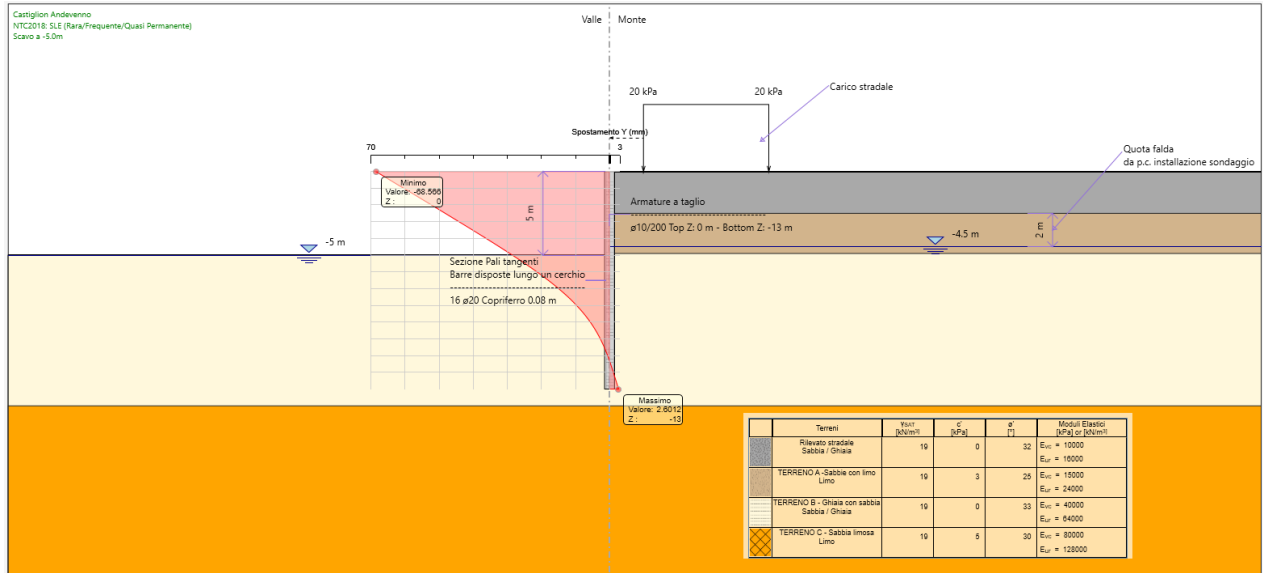 Castiglion Andevenno
NTC2018: SLE (Rara/Frequente/Quasi Permanente)
Scavo a -5.0m
Valle
Monte
20 kPa
20 kPa
Carico stradale
Spostamento Y (mm)
70
3
Quota falda
da p.c. installazione sondaggio
Minimo
Valore: -68.566
Z : 0
5 m
Armature a taglio
ø10/200 Top Z: 0 m - Bottom Z: -13 m
2 m
-4.5 m
-5 m
Sezione Pali tangenti
Barre disposte lungo un cerchio
16 ø20 Copriferro 0.08 m
Massimo
Valore: 2.6012
Z : -13
Terreni γSAT [kN/m³] c' [kPa] ø' [°] Moduli Elastici [kPa] or [kN/m³]
Rilevato stradale
Sabbia / Ghiaia 19 0 32 Evc = 10000
Eur = 16000
TERRENO A -Sabbie con limo
Limo 19 3 26 Evc = 15000
Eur = 24000
TERRENO B - Ghiaia con sabbia
Sabbia / Ghiaia 19 0 33 Evc = 40000
Eur = 64000
TERRENO C - Sabbia limosa
Limo 19 5 30 Evc = 80000
Eur = 128000